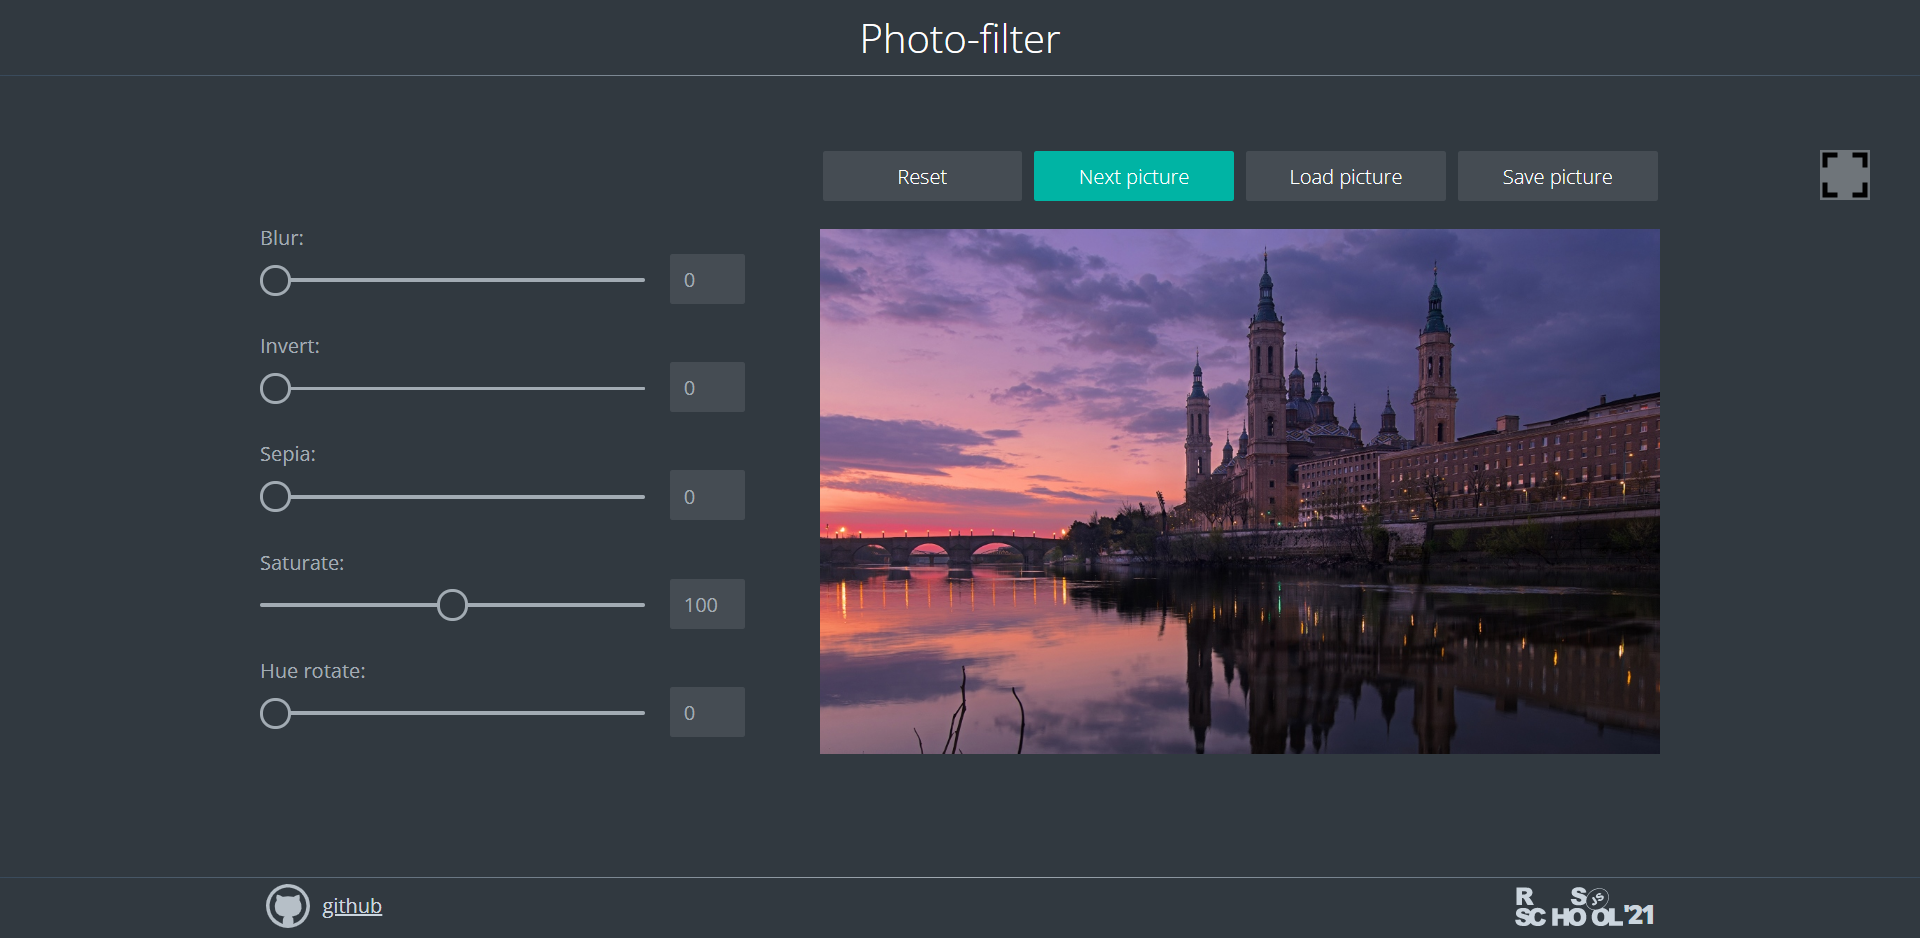 Photo-filter
Reset
Next picture
Load picture
Save picture
Blur:
0
Invert:
0
Sepia:
0
Saturate:
100
Hue rotate:
0
github
R S JS
SCHOOL'21